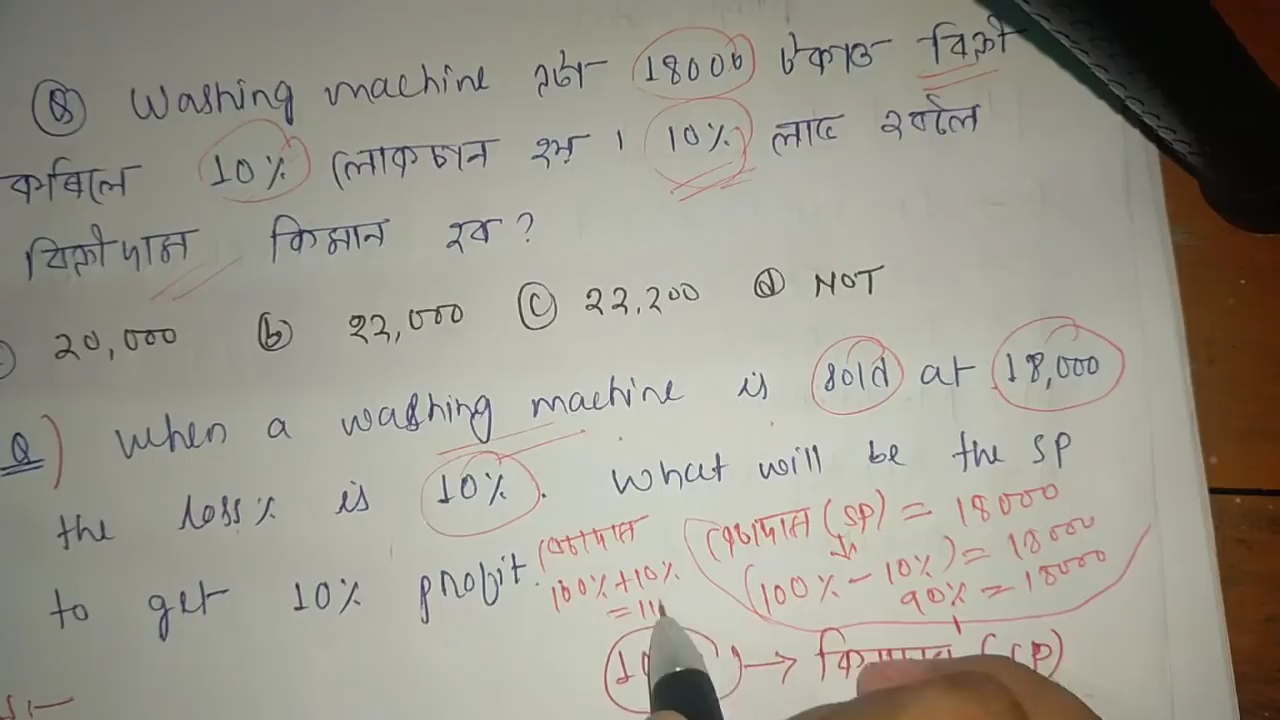 Q Washing machine এটা 18000 টকাত বিক্ৰী
কৰিলে 10% লোকচান হয়। 10% লাভ হ'লে
বিক্ৰীদাম কিমান হব?
20,000 b 22,000 c 22,200 d NOT
Q) When a washing machine is sold at 18,000
the loss% is 10%. What will be the SP
to get 10% profit.
বেচাদাম
100% + 10%
= 11
বেচাদাম (SP) = 18000
(100% - 10%) = 18000
90% = 18000